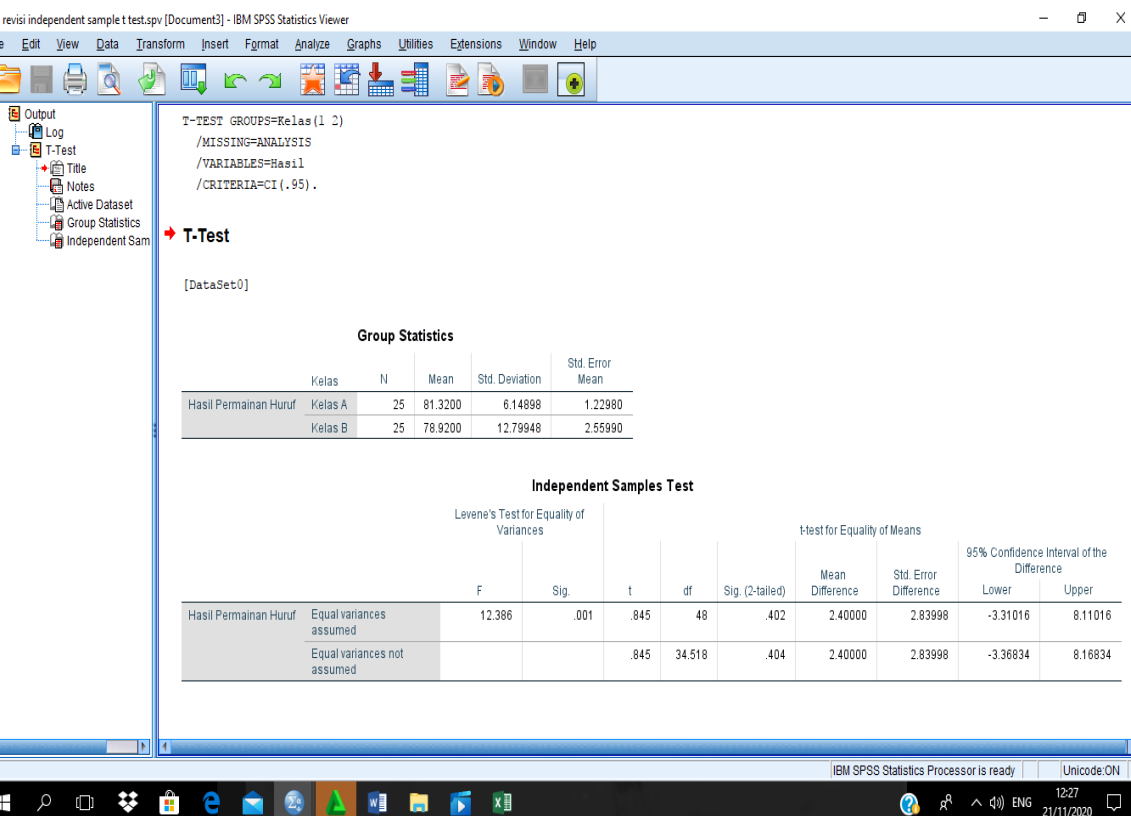 revisi independent sample t test.spv [Document3] - IBM SPSS Statistics Viewer
e Edit View Data Transform Insert Format Analyze Graphs Utilities Extensions Window Help
Output
Log
T-Test
Title
Notes
Active Dataset
Group Statistics
Independent Sam
T-TEST GROUPS=Kelas(1 2)
/MISSING=ANALYSIS
/VARIABLES=Hasil
/CRITERIA=CI(.95).
T-Test
[DataSet0]
Group Statistics
Kelas N Mean Std. Deviation Std. Error Mean
Hasil Permainan Huruf Kelas A 25 81.3200 6.14898 1.22980
Kelas B 25 78.9200 12.79948 2.55990
Independent Samples Test
Levene's Test for Equality of Variances t-test for Equality of Means
F Sig. t df Sig. (2-tailed) Mean Difference Std. Error Difference 95% Confidence Interval of the Difference
Lower Upper
Hasil Permainan Huruf Equal variances assumed 12.386 .001 .845 48 .402 2.40000 2.83998 -3.31016 8.11016
Equal variances not assumed .845 34.518 .404 2.40000 2.83998 -3.36834 8.16834
IBM SPSS Statistics Processor is ready Unicode:ON
ENG 12:27
21/11/2020